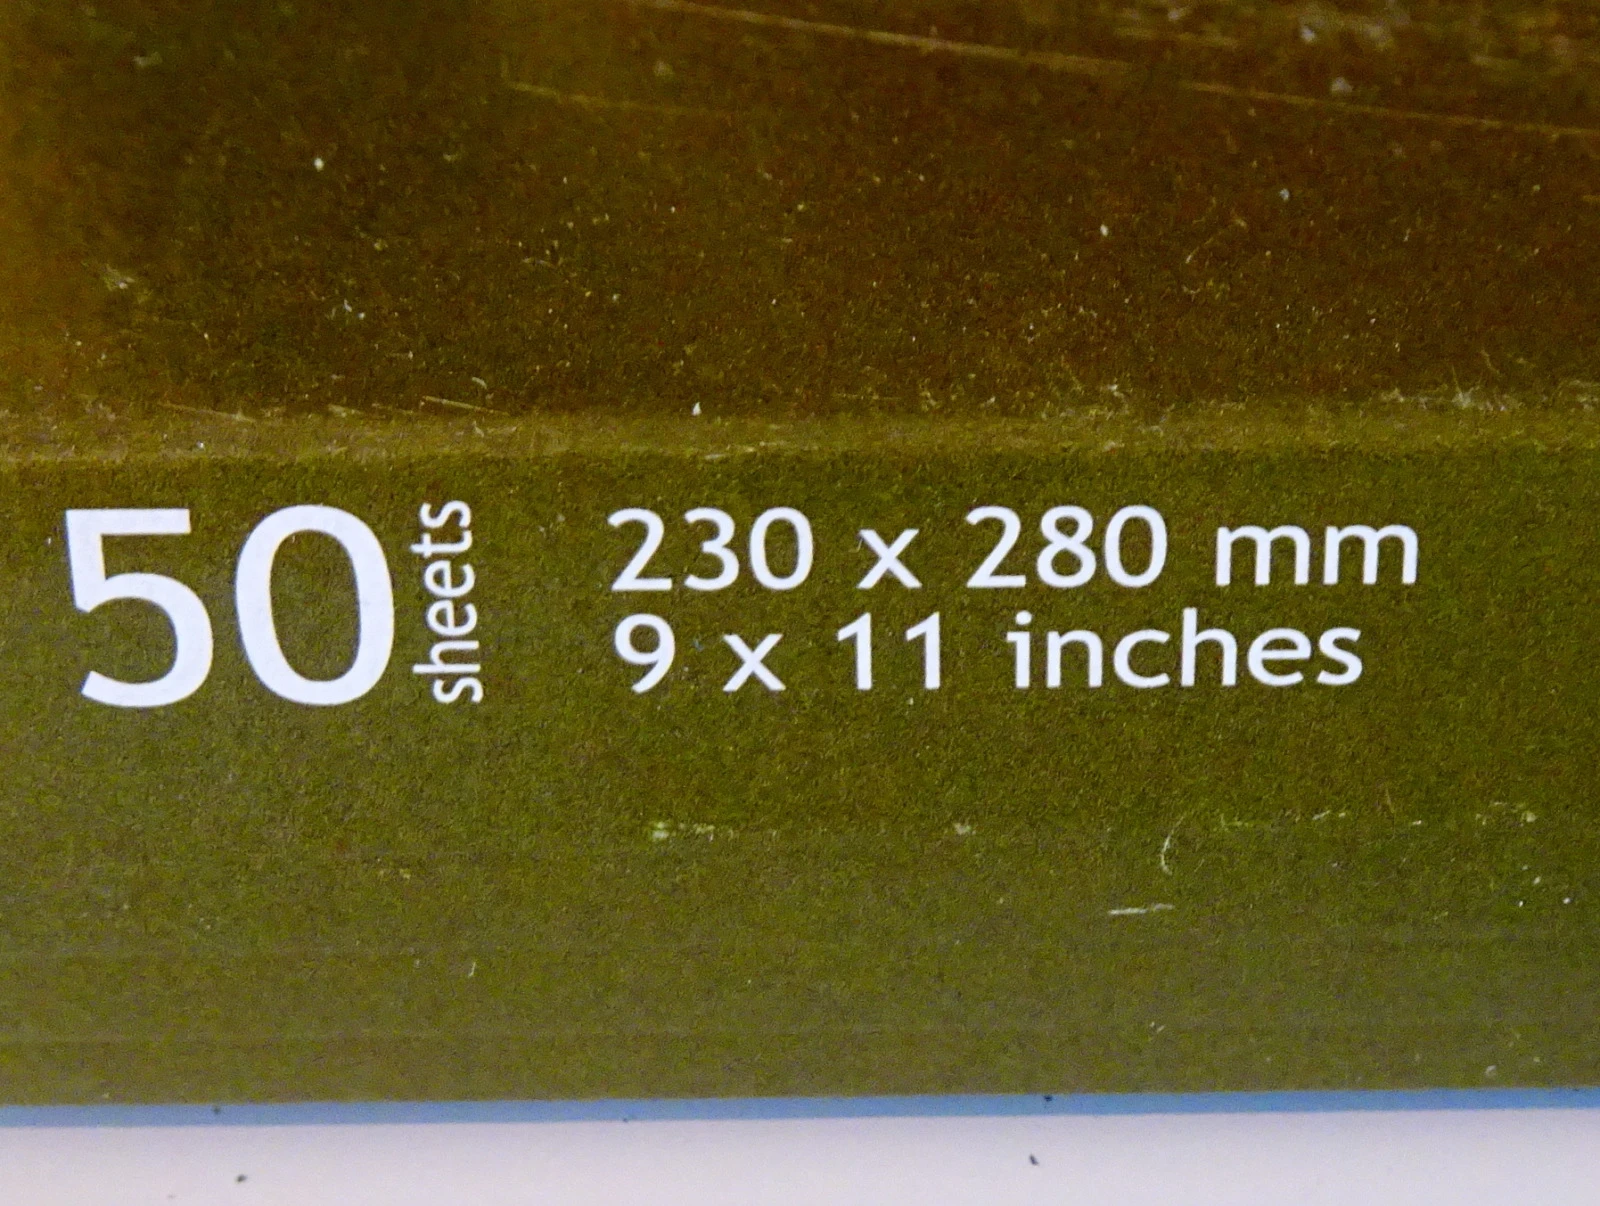 50 sheets
230 x 280 mm
9 x 11 inches